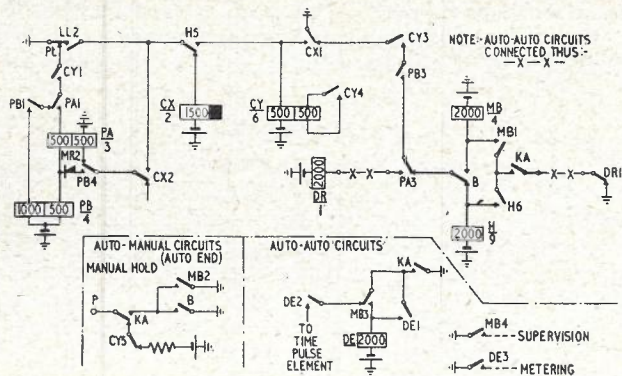 LL2
H5
CX1
CY3
NOTE:- AUTO-AUTO CIRCUITS
CONNECTED THUS:-
—X—X—
Pt
CY1
PB3
PB1
PA1
CX
2
1500
CY
6
500
500
CY4
MB
4
2000
PA
3
500
500
MB1
KA
MR2
PB4
CX2
DR
1
2000
X—X
PA3
B
X—X
DR1
H6
PB
4
1000
500
H
9
2000
AUTO-MANUAL CIRCUITS
(AUTO END)
MANUAL HOLD
MB2
P
KA
B
CY5
AUTO-AUTO CIRCUITS
KA
DE2
MB3
DE1
TO
TIME
PULSE
ELEMENT
DE
2000
MB4
SUPERVISION
DE3
METERING